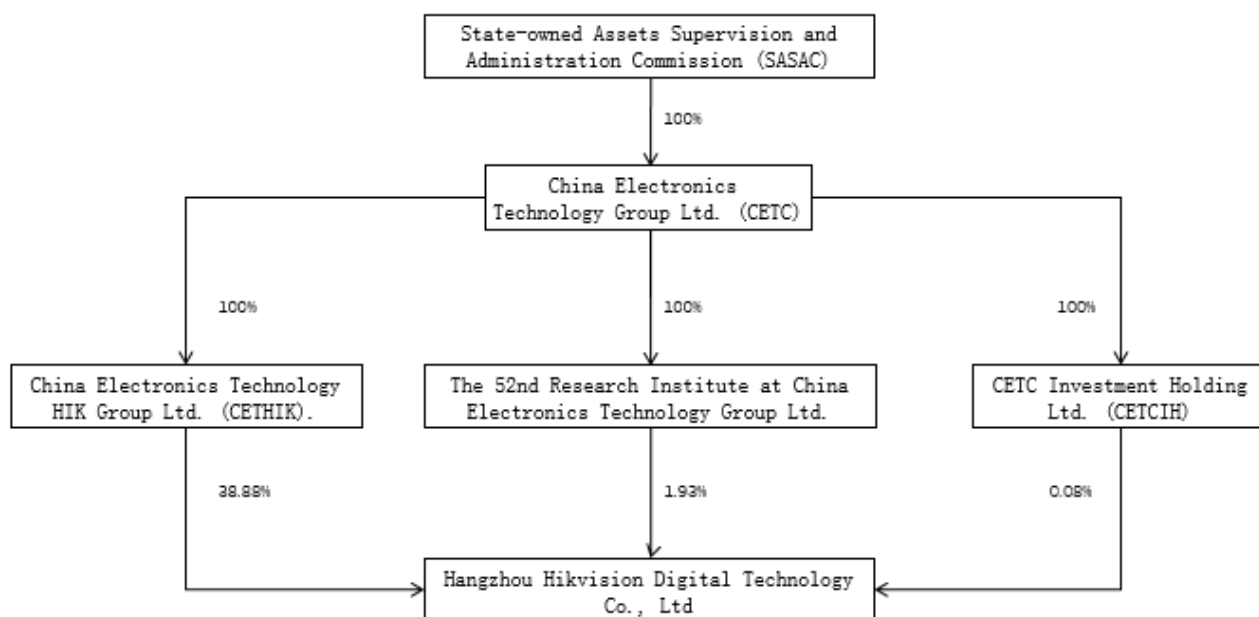 State-owned Assets Supervision and
Administration Commission (SASAC)
100%
China Electronics
Technology Group Ltd. (CETC)
100%
100%
100%
China Electronics Technology
HIK Group Ltd. (CETHIK).
The 52nd Research Institute at China
Electronics Technology Group Ltd.
CETC Investment Holding
Ltd. (CETCIH)
38.88%
1.93%
0.08%
Hangzhou Hikvision Digital Technology
Co., Ltd